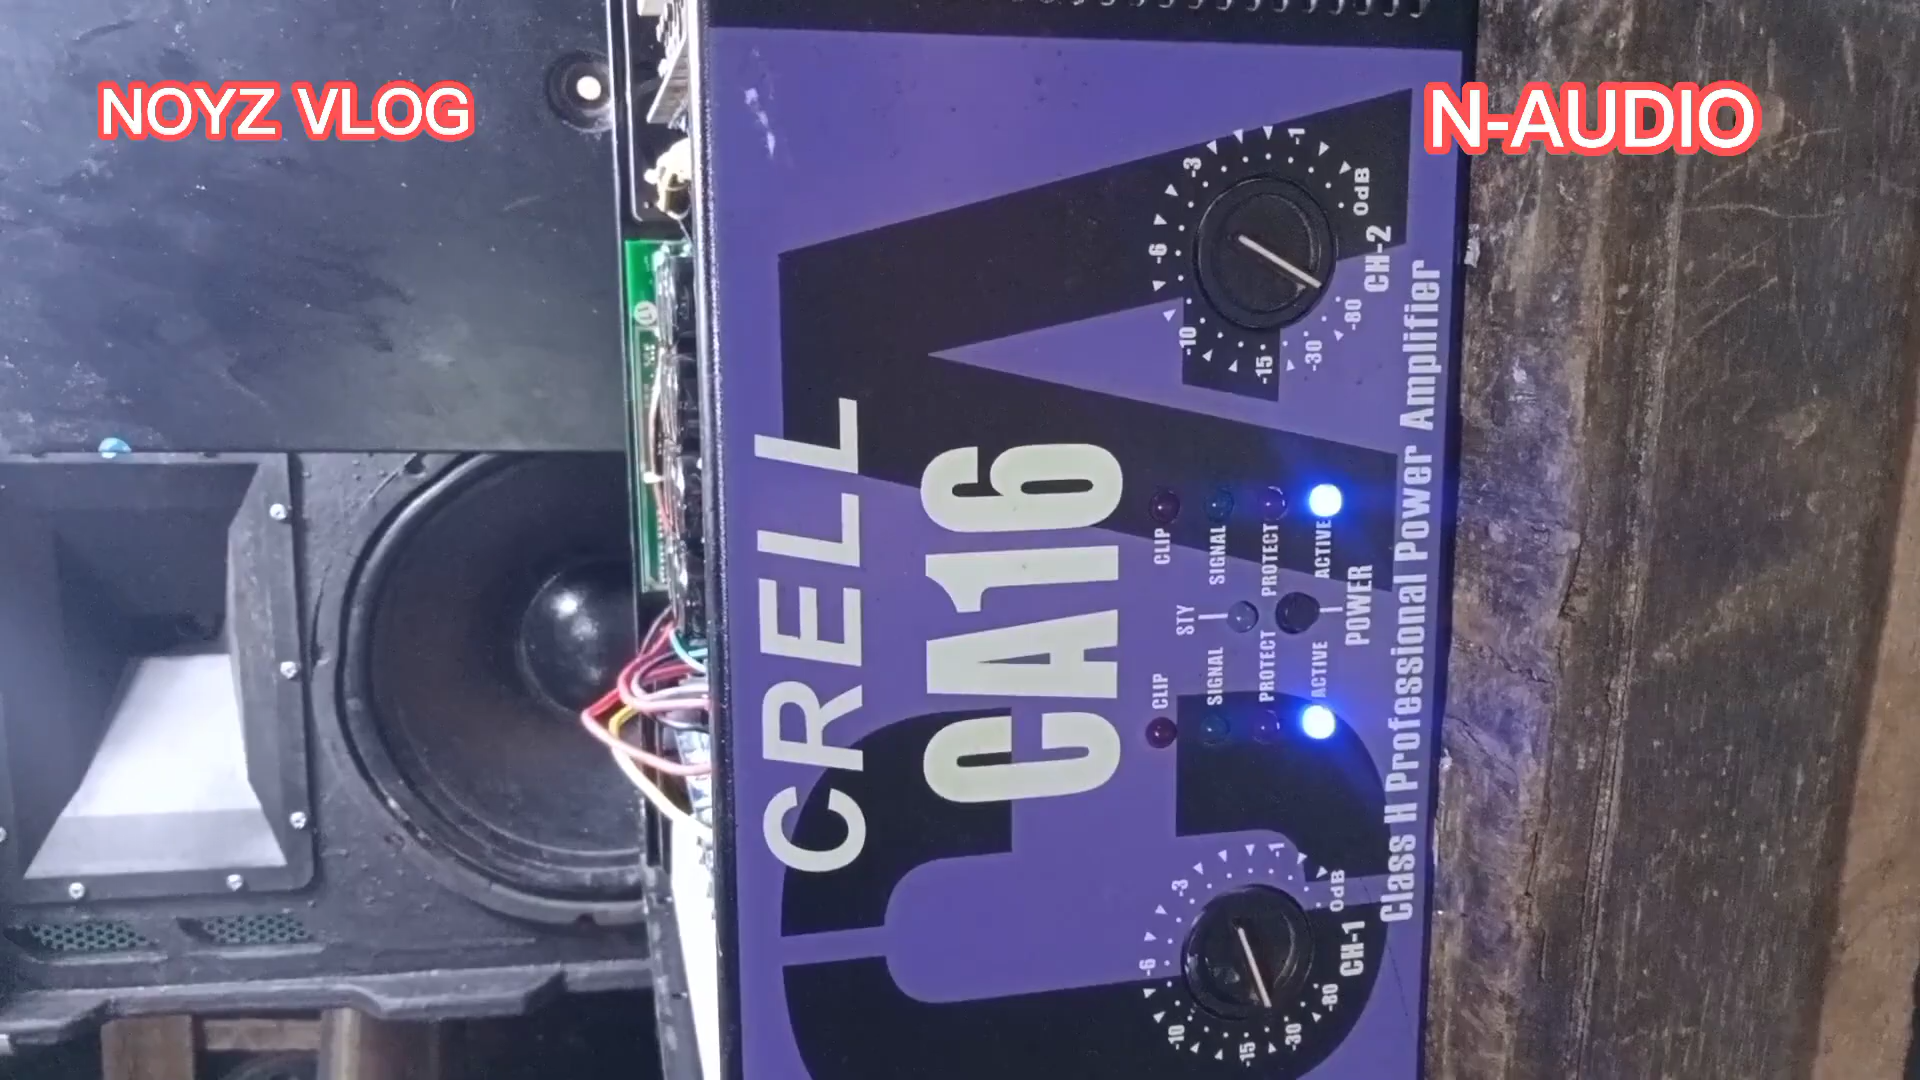 NOYZ VLOG
N-AUDIO
CRELL
CA16
CLIP
SIGNAL
PROTECT
ACTIVE
STY
POWER
CLIP
SIGNAL
PROTECT
ACTIVE
Class H Professional Power Amplifier
CH-1
-80
-30
-15
-10
-6
-3
-1
0dB
CH-2
-80
-30
-15
-10
-6
-3
-1
0dB